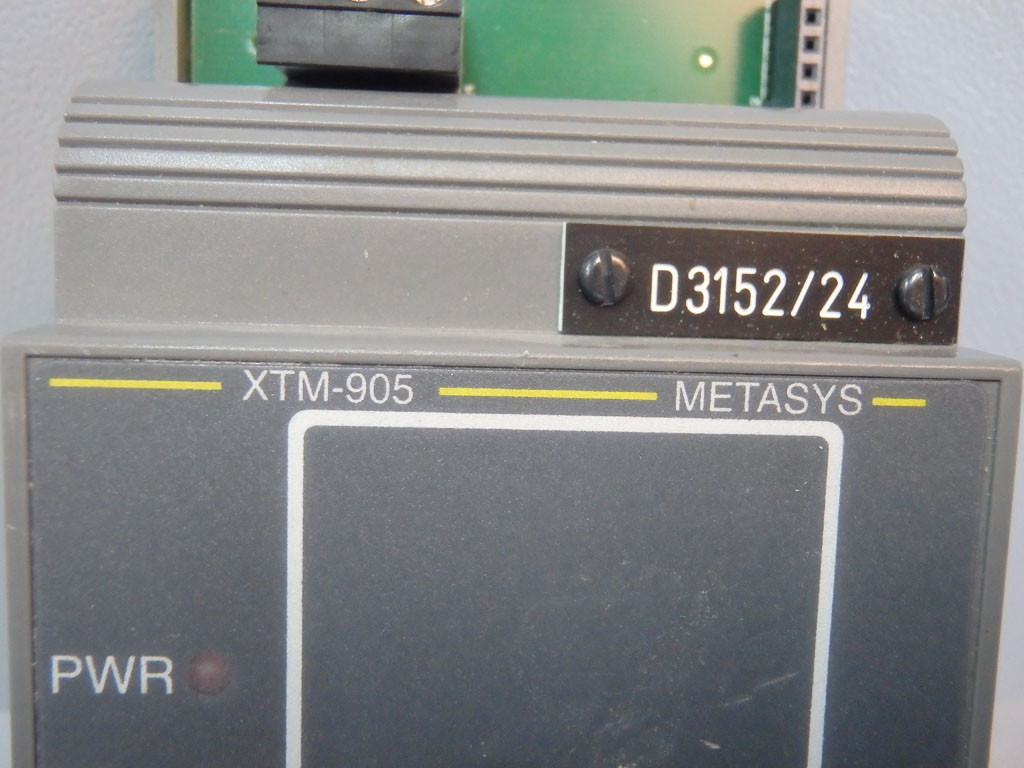 D3152/24
XTM-905 METASYS
PWR